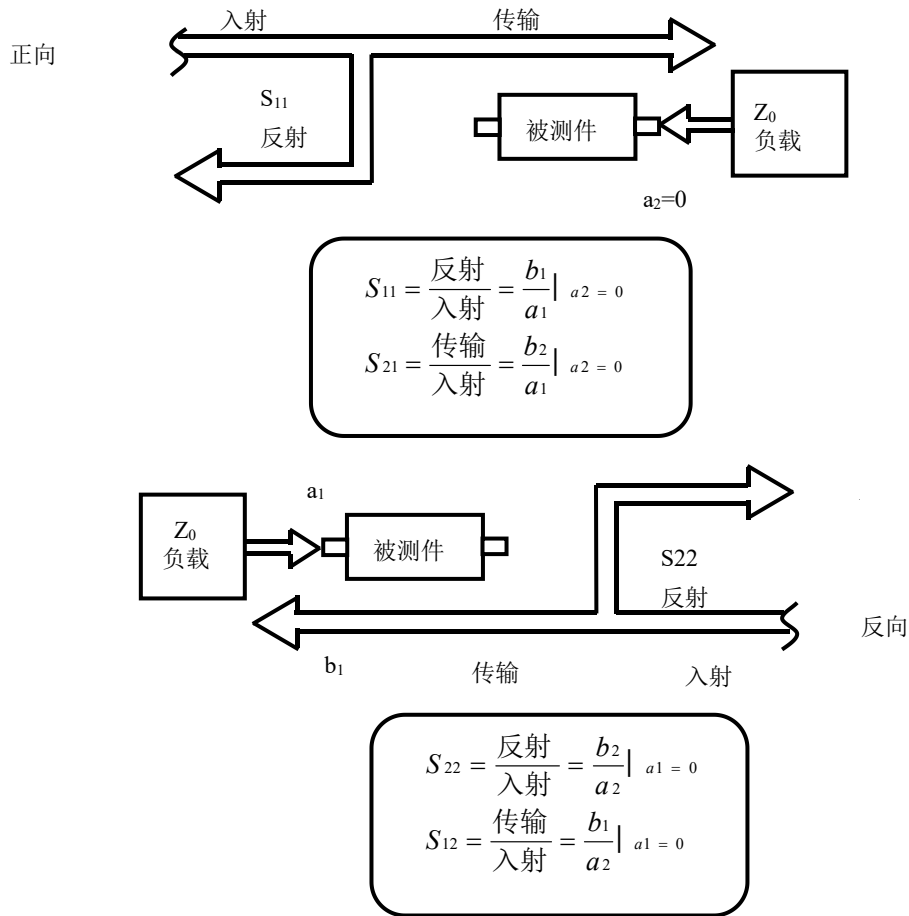 入射 传输
正向
S₁₁
反射
被测件
Z₀
负载
a₂=0
S₁₁ = 反射/入射 = b₁/a₁ | a2 = 0
S₂₁ = 传输/入射 = b₂/a₁ | a2 = 0
a₁
Z₀
负载
被测件
S22
反射
反向
b₁ 传输 入射
S₂₂ = 反射/入射 = b₂/a₂ | a1 = 0
S₁₂ = 传输/入射 = b₁/a₂ | a1 = 0